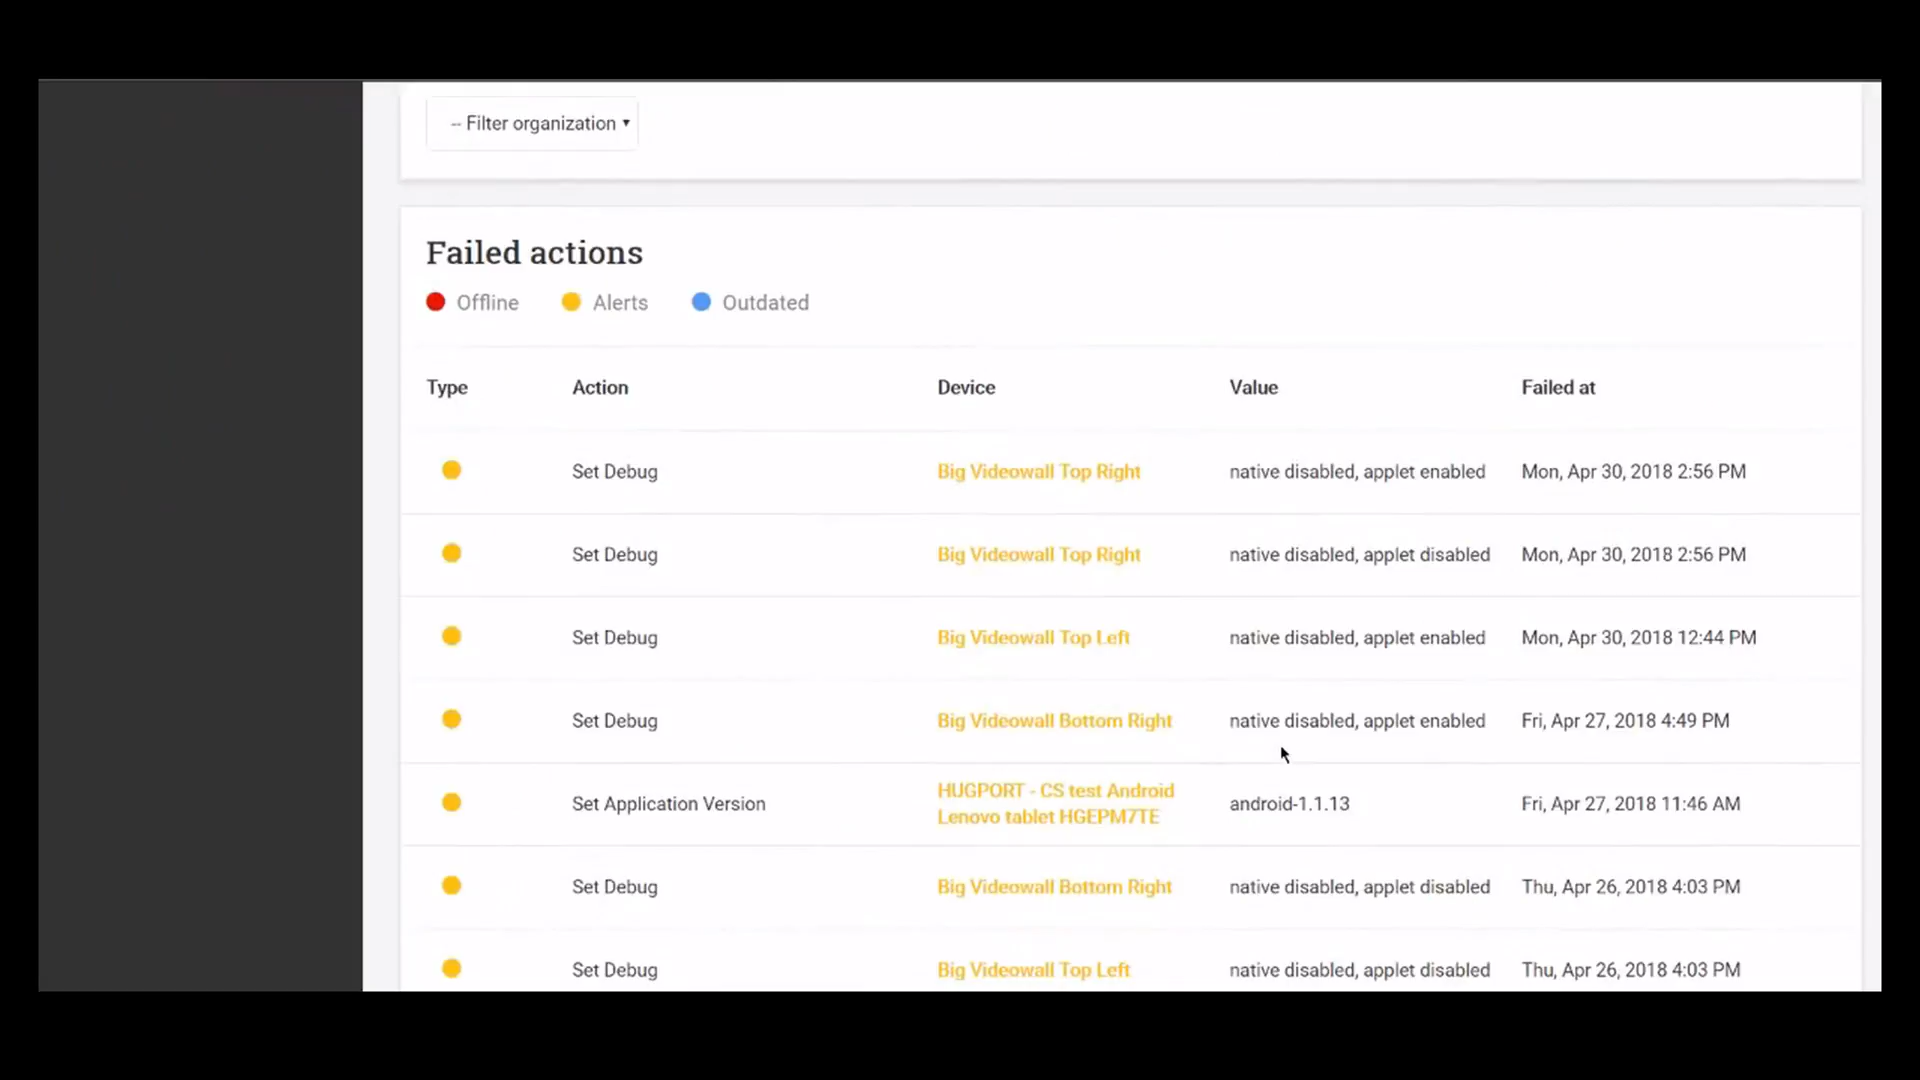 -- Filter organization
Failed actions
Offline Alerts Outdated
Type Action Device Value Failed at
Set Debug Big Videowall Top Right native disabled, applet enabled Mon, Apr 30, 2018 2:56 PM
Set Debug Big Videowall Top Right native disabled, applet disabled Mon, Apr 30, 2018 2:56 PM
Set Debug Big Videowall Top Left native disabled, applet enabled Mon, Apr 30, 2018 12:44 PM
Set Debug Big Videowall Bottom Right native disabled, applet enabled Fri, Apr 27, 2018 4:49 PM
Set Application Version HUGPORT - CS test Android Lenovo tablet HGEPM7TE android-1.1.13 Fri, Apr 27, 2018 11:46 AM
Set Debug Big Videowall Bottom Right native disabled, applet disabled Thu, Apr 26, 2018 4:03 PM
Set Debug Big Videowall Top Left native disabled, applet disabled Thu, Apr 26, 2018 4:03 PM